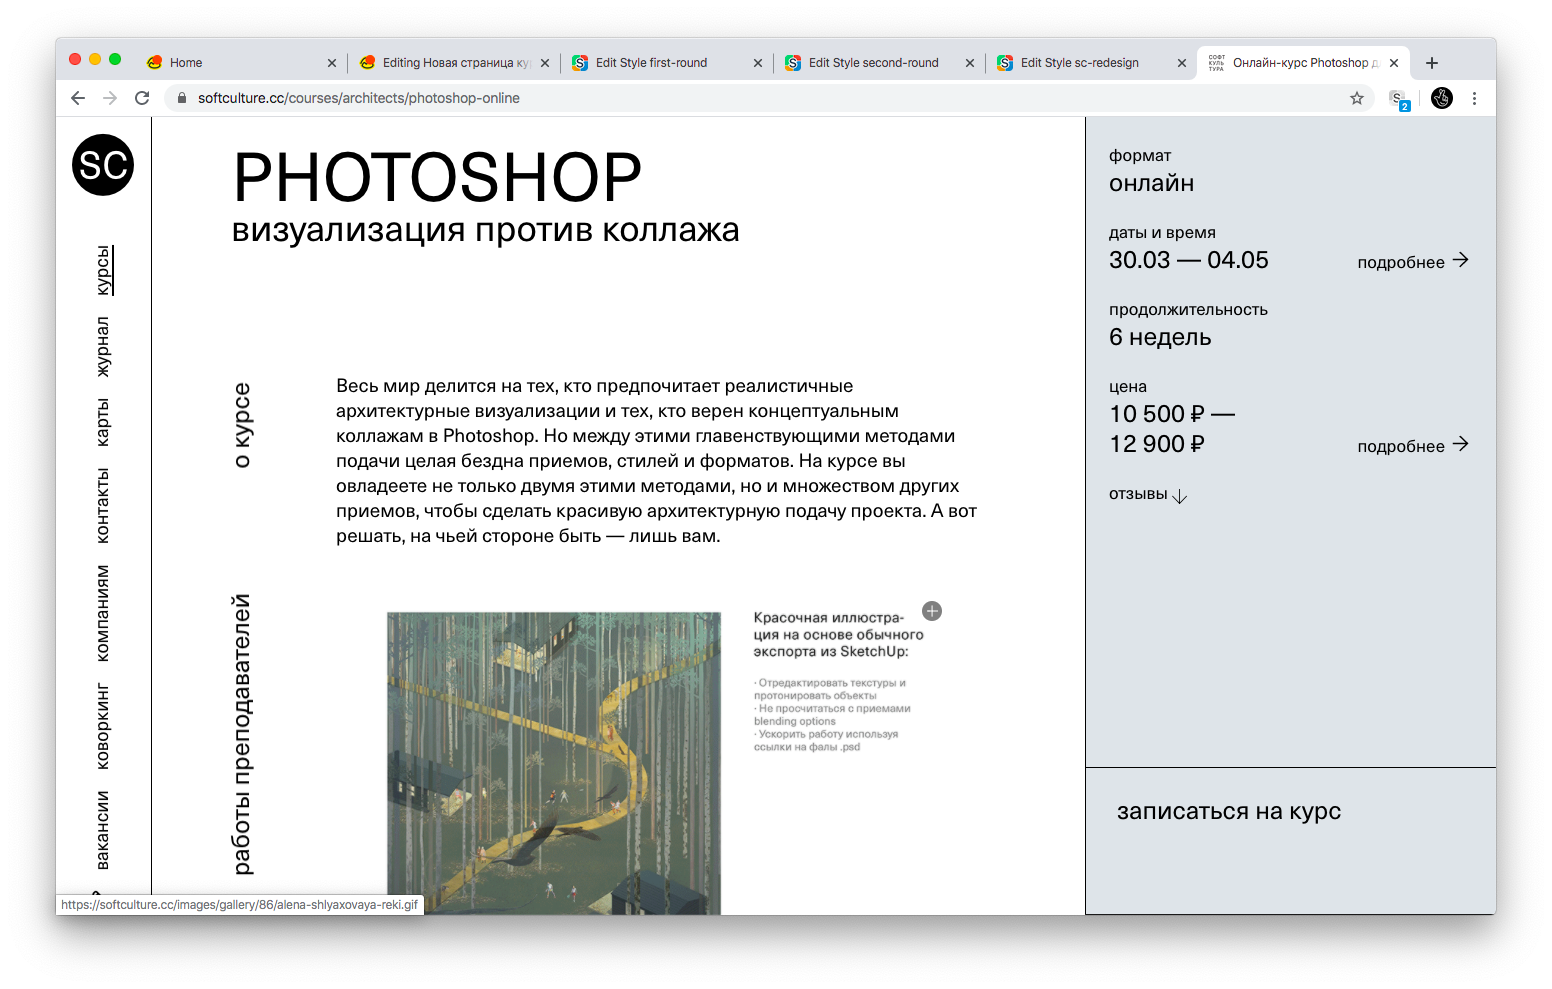 Home
Editing Новая страница ку
Edit Style first-round
Edit Style second-round
Edit Style sc-redesign
СОФТ
КУЛЬ
ТУРА
Онлайн-курс Photoshop д
softculture.cc/courses/architects/photoshop-online
2
SC
курсы
журнал
карты
контакты
компаниям
коворкинг
вакансии
PHOTOSHOP
визуализация против коллажа
о курсе
Весь мир делится на тех, кто предпочитает реалистичные
архитектурные визуализации и тех, кто верен концептуальным
коллажам в Photoshop. Но между этими главенствующими методами
подачи целая бездна приемов, стилей и форматов. На курсе вы
овладеете не только двумя этими методами, но и множеством других
приемов, чтобы сделать красивую архитектурную подачу проекта. А вот
решать, на чьей стороне быть — лишь вам.
работы преподавателей
Красочная иллюстра-
ция на основе обычного
экспорта из SketchUp:
· Отредактировать текстуры и
протонировать объекты
· Не просчитаться с приемами
blending options
· Ускорить работу используя
ссылки на фалы .psd
формат
онлайн
даты и время
30.03 — 04.05
подробнее →
продолжительность
6 недель
цена
10 500 ₽ —
12 900 ₽
подробнее →
отзывы ↓
записаться на курс
https://softculture.cc/images/gallery/86/alena-shlyaxovaya-reki.gif